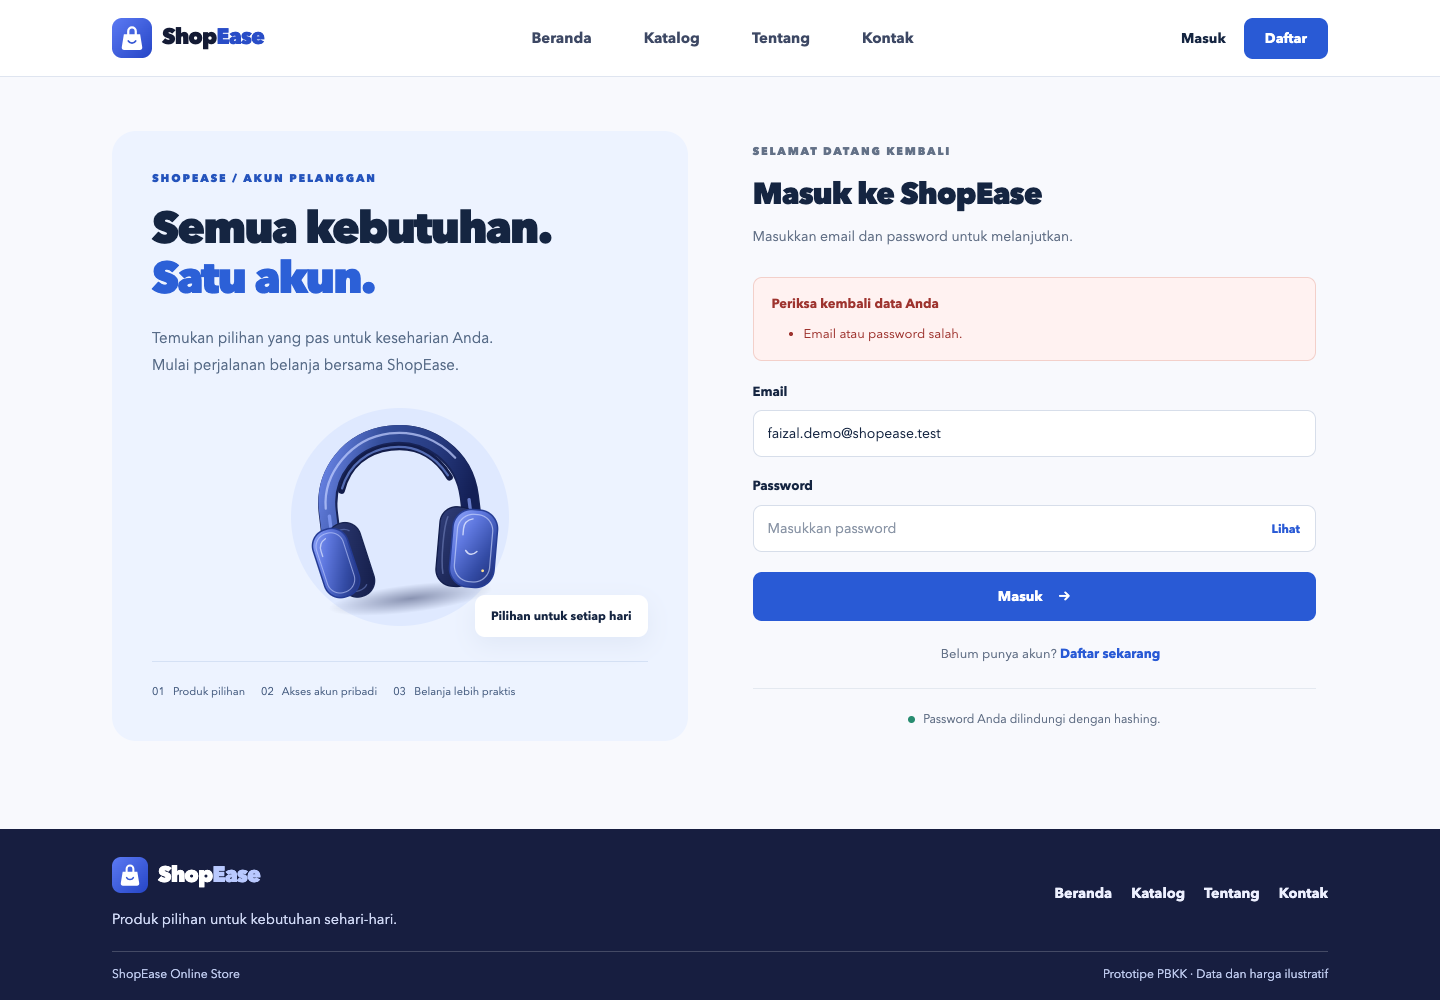 ShopEase
Beranda
Katalog
Tentang
Kontak
Masuk
Daftar
SHOPEASE / AKUN PELANGGAN
Semua kebutuhan.
Satu akun.
Temukan pilihan yang pas untuk keseharian Anda.
Mulai perjalanan belanja bersama ShopEase.
Pilihan untuk setiap hari
01 Produk pilihan
02 Akses akun pribadi
03 Belanja lebih praktis
SELAMAT DATANG KEMBALI
Masuk ke ShopEase
Masukkan email dan password untuk melanjutkan.
Periksa kembali data Anda
• Email atau password salah.
Email
faizal.demo@shopease.test
Password
Masukkan password
Lihat
Masuk →
Belum punya akun? Daftar sekarang
Password Anda dilindungi dengan hashing.
ShopEase
Produk pilihan untuk kebutuhan sehari-hari.
Beranda
Katalog
Tentang
Kontak
ShopEase Online Store
Prototipe PBKK · Data dan harga ilustratif